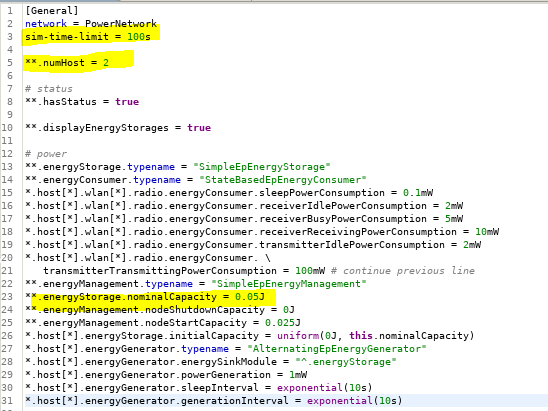 1 [General]
2 network = PowerNetwork
3 sim-time-limit = 100s
4
5 **.numHost = 2
6
7 # status
8 **.hasStatus = true
9
10 **.displayEnergyStorages = true
11
12 # power
13 **.energyStorage.typename = "SimpleEpEnergyStorage"
14 **.energyConsumer.typename = "StateBasedEpEnergyConsumer"
15 *.host[*].wlan[*].radio.energyConsumer.sleepPowerConsumption = 0.1mW
16 *.host[*].wlan[*].radio.energyConsumer.receiverIdlePowerConsumption = 2mW
17 *.host[*].wlan[*].radio.energyConsumer.receiverBusyPowerConsumption = 5mW
18 *.host[*].wlan[*].radio.energyConsumer.receiverReceivingPowerConsumption = 10mW
19 *.host[*].wlan[*].radio.energyConsumer.transmitterIdlePowerConsumption = 2mW
20 *.host[*].wlan[*].radio.energyConsumer. \
21 transmitterTransmittingPowerConsumption = 100mW # continue previous line
22 **.energyManagement.typename = "SimpleEpEnergyManagement"
23 **.energyStorage.nominalCapacity = 0.05J
24 **.energyManagement.nodeShutdownCapacity = 0J
25 **.energyManagement.nodeStartCapacity = 0.025J
26 *.host[*].energyStorage.initialCapacity = uniform(0J, this.nominalCapacity)
27 *.host[*].energyGenerator.typename = "AlternatingEpEnergyGenerator"
28 *.host[*].energyGenerator.energySinkModule = "^.energyStorage"
29 *.host[*].energyGenerator.powerGeneration = 1mW
30 *.host[*].energyGenerator.sleepInterval = exponential(10s)
31 *.host[*].energyGenerator.generationInterval = exponential(10s)